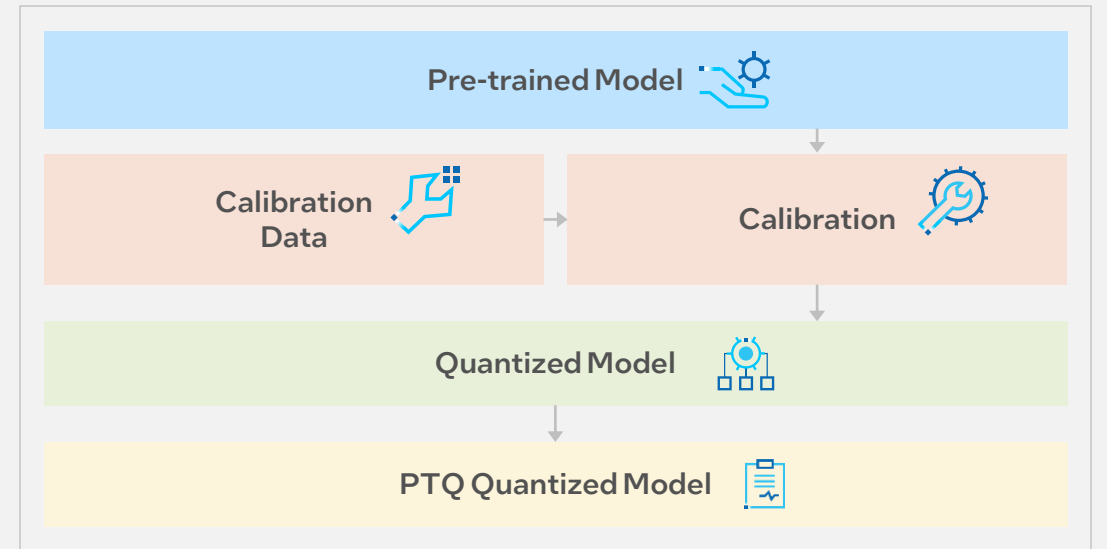 Pre-trained Model
Calibration
Data
Calibration
Quantized Model
PTQ Quantized Model